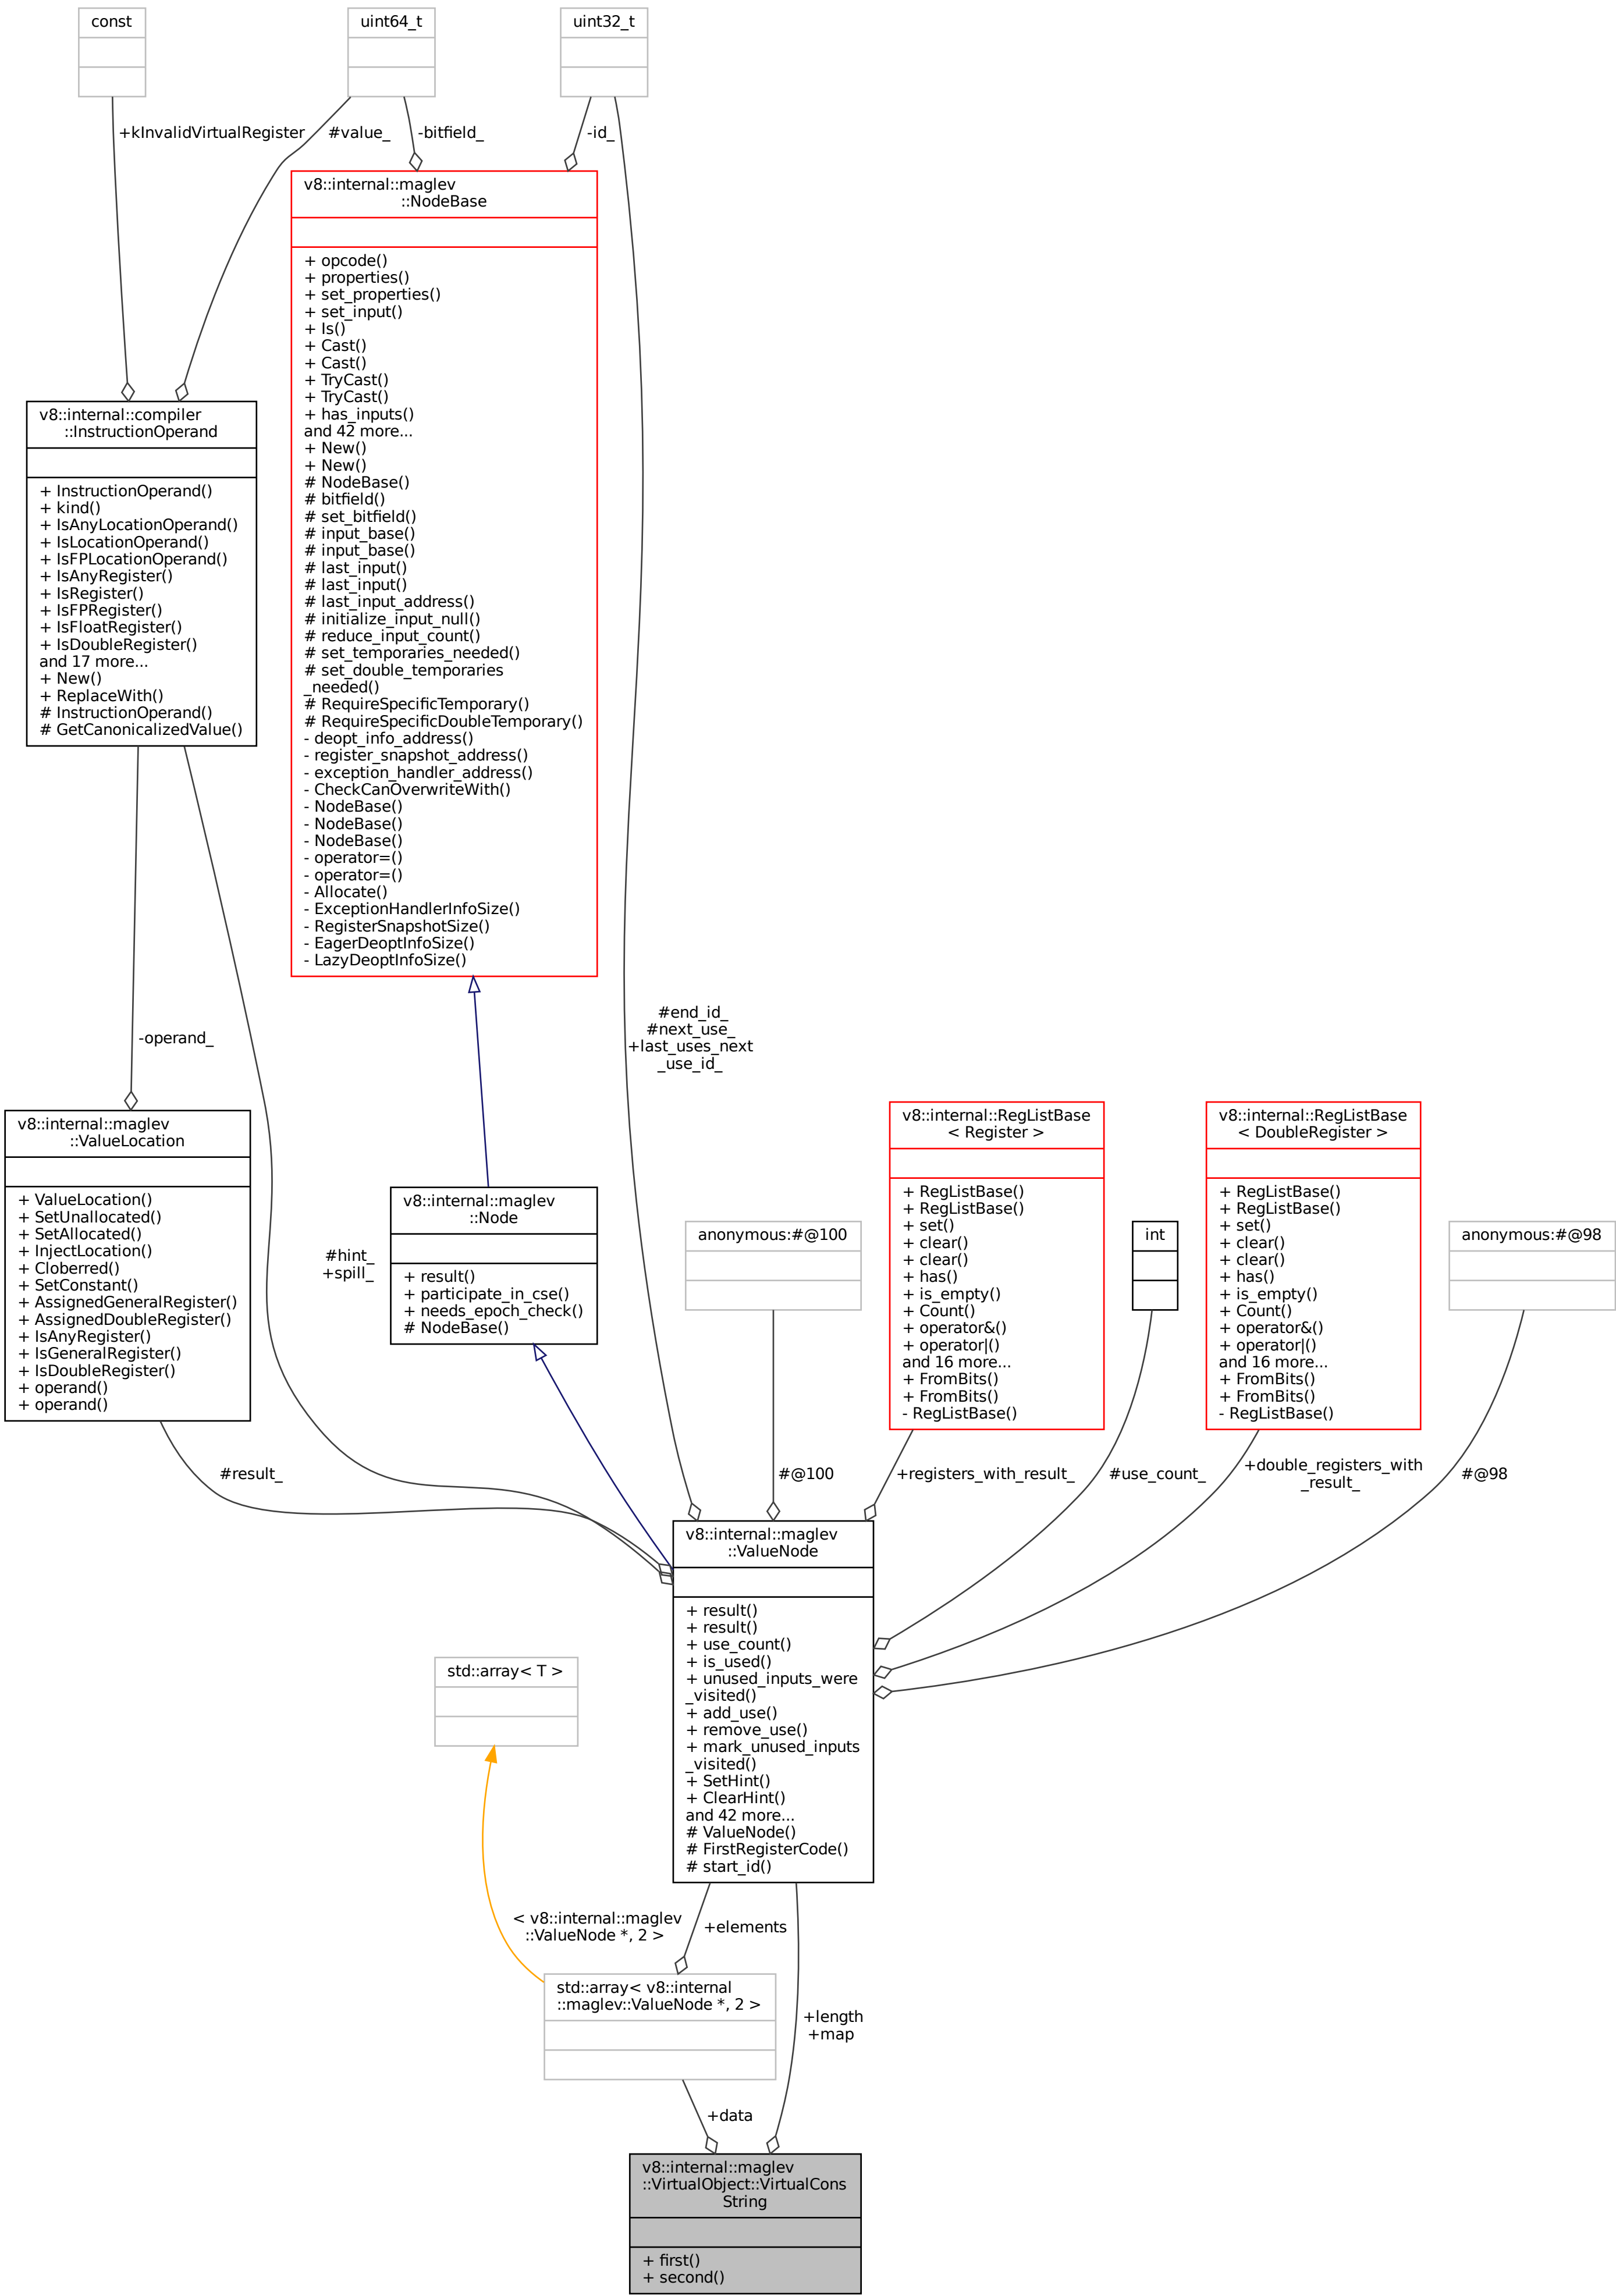 const
uint64_t
uint32_t
+kInvalidVirtualRegister
#value_
-bitfield_
-id_
v8::internal::maglev
::NodeBase
+ opcode()
+ properties()
+ set_properties()
+ set_input()
+ Is()
+ Cast()
+ Cast()
+ TryCast()
+ TryCast()
+ has_inputs()
and 42 more...
+ New()
+ New()
# NodeBase()
# bitfield()
# set_bitfield()
# input_base()
# input_base()
# last_input()
# last_input()
# last_input_address()
# initialize_input_null()
# reduce_input_count()
# set_temporaries_needed()
# set_double_temporaries
_needed()
# RequireSpecificTemporary()
# RequireSpecificDoubleTemporary()
- deopt_info_address()
- register_snapshot_address()
- exception_handler_address()
- CheckCanOverwriteWith()
- NodeBase()
- NodeBase()
- NodeBase()
- operator=()
- operator=()
- Allocate()
- ExceptionHandlerInfoSize()
- RegisterSnapshotSize()
- EagerDeoptInfoSize()
- LazyDeoptInfoSize()
v8::internal::compiler
::InstructionOperand
+ InstructionOperand()
+ kind()
+ IsAnyLocationOperand()
+ IsLocationOperand()
+ IsFPLocationOperand()
+ IsAnyRegister()
+ IsRegister()
+ IsFPRegister()
+ IsFloatRegister()
+ IsDoubleRegister()
and 17 more...
+ New()
+ ReplaceWith()
# InstructionOperand()
# GetCanonicalizedValue()
-operand_
#end_id_
#next_use_
+last_uses_next
_use_id_
v8::internal::maglev
::ValueLocation
+ ValueLocation()
+ SetUnallocated()
+ SetAllocated()
+ InjectLocation()
+ Cloberred()
+ SetConstant()
+ AssignedGeneralRegister()
+ AssignedDoubleRegister()
+ IsAnyRegister()
+ IsGeneralRegister()
+ IsDoubleRegister()
+ operand()
+ operand()
#hint_
+spill_
v8::internal::maglev
::Node
+ result()
+ participate_in_cse()
+ needs_epoch_check()
# NodeBase()
anonymous:#@100
v8::internal::RegListBase
< Register >
+ RegListBase()
+ RegListBase()
+ set()
+ clear()
+ clear()
+ has()
+ is_empty()
+ Count()
+ operator&()
+ operator|()
and 16 more...
+ FromBits()
+ FromBits()
- RegListBase()
int
v8::internal::RegListBase
< DoubleRegister >
+ RegListBase()
+ RegListBase()
+ set()
+ clear()
+ clear()
+ has()
+ is_empty()
+ Count()
+ operator&()
+ operator|()
and 16 more...
+ FromBits()
+ FromBits()
- RegListBase()
anonymous:#@98
#result_
#@100
+registers_with_result_
#use_count_
+double_registers_with
_result_
#@98
v8::internal::maglev
::ValueNode
+ result()
+ result()
+ use_count()
+ is_used()
+ unused_inputs_were
_visited()
+ add_use()
+ remove_use()
+ mark_unused_inputs
_visited()
+ SetHint()
+ ClearHint()
and 42 more...
# ValueNode()
# FirstRegisterCode()
# start_id()
std::array< T >
< v8::internal::maglev
::ValueNode *, 2 >
+elements
std::array< v8::internal
::maglev::ValueNode *, 2 >
+length
+map
+data
v8::internal::maglev
::VirtualObject::VirtualCons
String
+ first()
+ second()